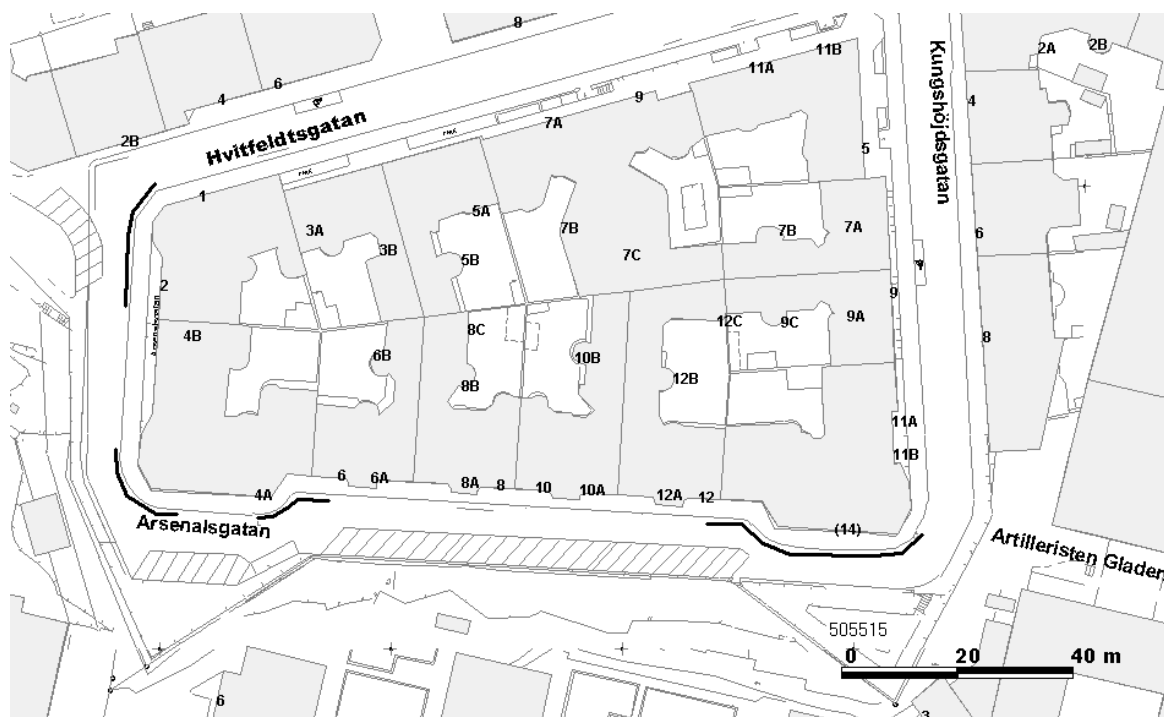 8
2A
2B
11B
11A
6
4
9
4
7A
2B
Hvitfeldtsgatan
Kungshöjdsgatan
5
1
5A
3A
7B
7B
7A
6
3B
5B
7C
2
9
Arsenalsgatan
4B
8C
12C
9C
9A
8
6B
10B
8B
12B
11A
11B
6
6A
8A
8
10
10A
12A
12
4A
Arsenalsgatan
(14)
Artilleristen Gladen
505515
0 20 40 m
6
3